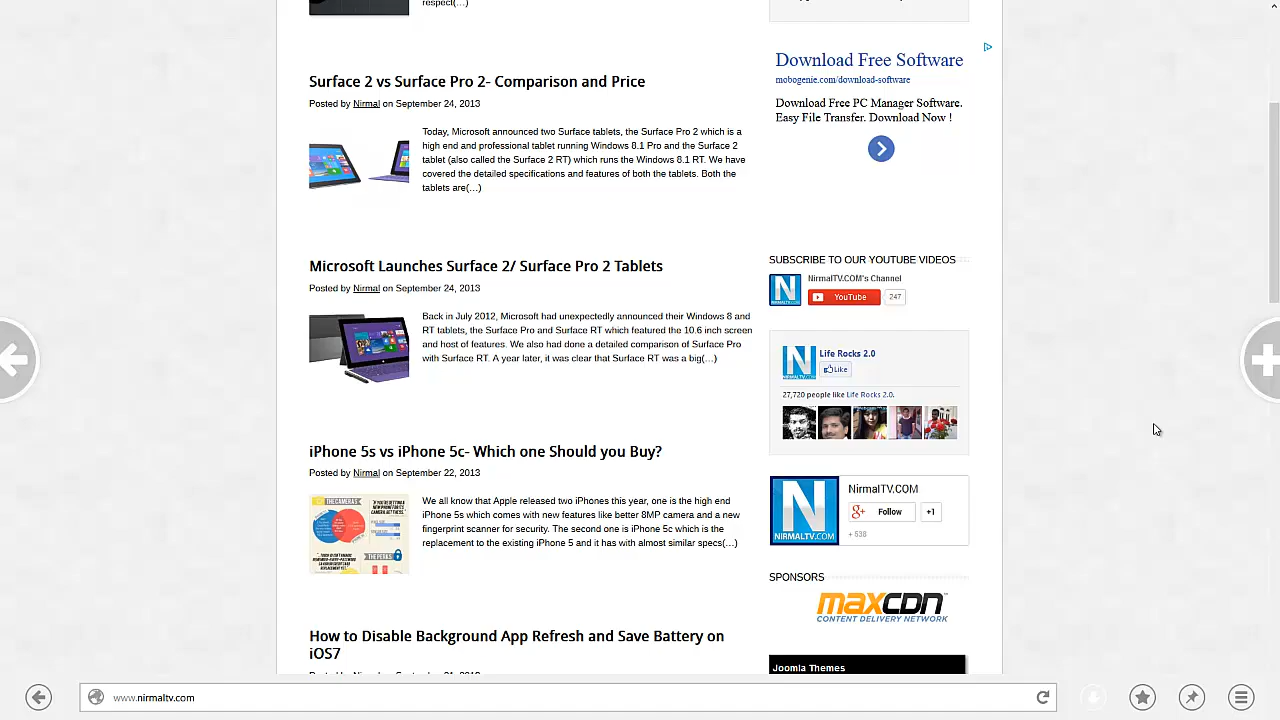 respect(...)
Surface 2 vs Surface Pro 2- Comparison and Price
Posted by Nirmal on September 24, 2013
Today, Microsoft announced two Surface tablets, the Surface Pro 2 which is a
high end and professional tablet running Windows 8.1 Pro and the Surface 2
tablet (also called the Surface 2 RT) which runs the Windows 8.1 RT. We have
covered the detailed specifications and features of both the tablets. Both the
tablets are(...)
Microsoft Launches Surface 2/ Surface Pro 2 Tablets
Posted by Nirmal on September 24, 2013
Back in July 2012, Microsoft had unexpectedly announced their Windows 8 and
RT tablets, the Surface Pro and Surface RT which featured the 10.6 inch screen
and host of features. We also had done a detailed comparison of Surface Pro
with Surface RT. A year later, it was clear that Surface RT was a big(...)
iPhone 5s vs iPhone 5c- Which one Should you Buy?
Posted by Nirmal on September 22, 2013
THE CAMERAS
THE PERKS
We all know that Apple released two iPhones this year, one is the high end
iPhone 5s which comes with new features like better 8MP camera and a new
fingerprint scanner for security. The second one is iPhone 5c which is the
replacement to the existing iPhone 5 and it has with almost similar specs(...)
How to Disable Background App Refresh and Save Battery on
iOS7
Download Free Software
mobogenie.com/download-software
Download Free PC Manager Software.
Easy File Transfer. Download Now !
SUBSCRIBE TO OUR YOUTUBE VIDEOS
N
NirmalTV.COM's Channel
YouTube
247
N
NIRMALTV.COM
Life Rocks 2.0
Like
27,720 people like Life Rocks 2.0.
N
NIRMALTV.COM
NirmalTV.COM
g+ Follow
+1
+ 538
SPONSORS
MAXCDN
CONTENT DELIVERY NETWORK
Joomla Themes
www.nirmaltv.com